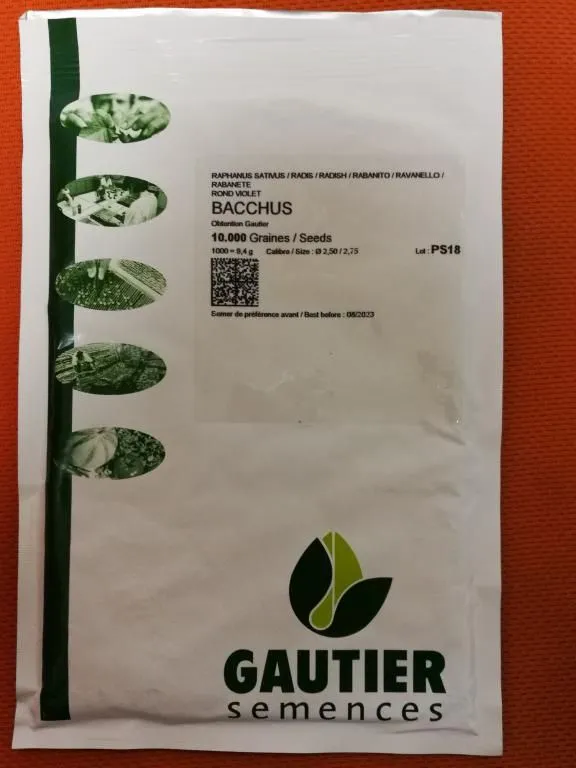 RAPHANUS SATIVUS / RADIS / RADISH / RABANITO / RAVANELLO /
RABANETE
ROND VIOLET
BACCHUS
Obtention Gautier
10.000 Graines / Seeds
1000 = 9,4 g Calibre / Size : Ø 2,50 / 2,75 Lot : PS18
Semer de préférence avant / Best before : 08/2023
GAUTIER
semences